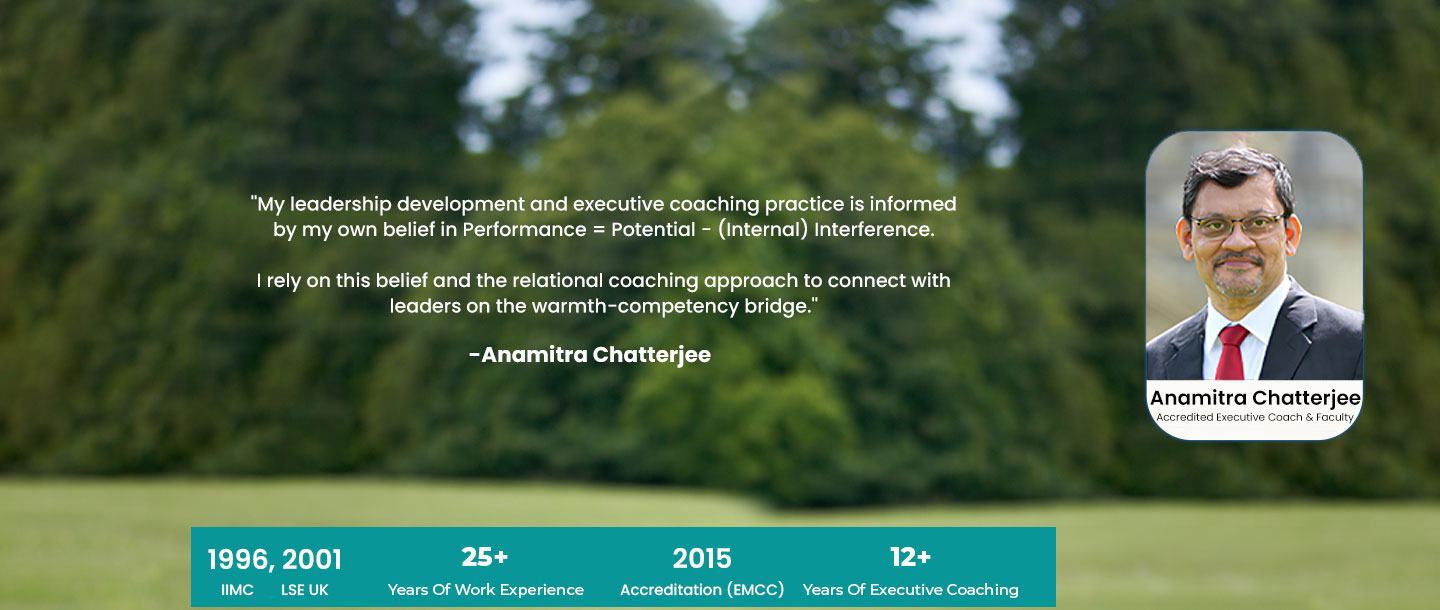 "My leadership development and executive coaching practice is informed
by my own belief in Performance = Potential - (Internal) Interference.
I rely on this belief and the relational coaching approach to connect with
leaders on the warmth-competency bridge."
-Anamitra Chatterjee
Anamitra Chatterjee
Accredited Executive Coach & Faculty
1996, 2001
IIMC LSE UK
25+
Years Of Work Experience
2015
Accreditation (EMCC)
12+
Years Of Executive Coaching